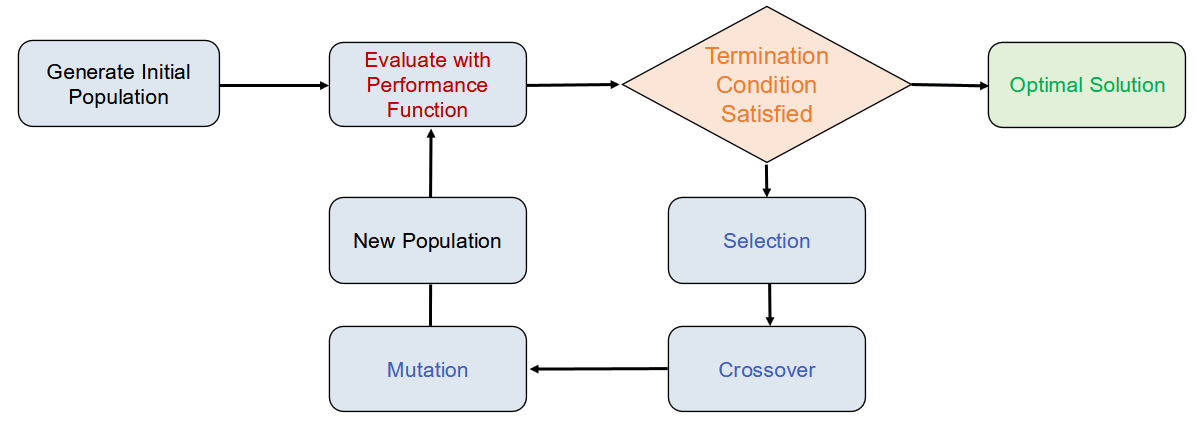 Generate Initial
Population
Evaluate with
Performance
Function
Termination
Condition
Satisfied
Optimal Solution
New Population
Selection
Mutation
Crossover